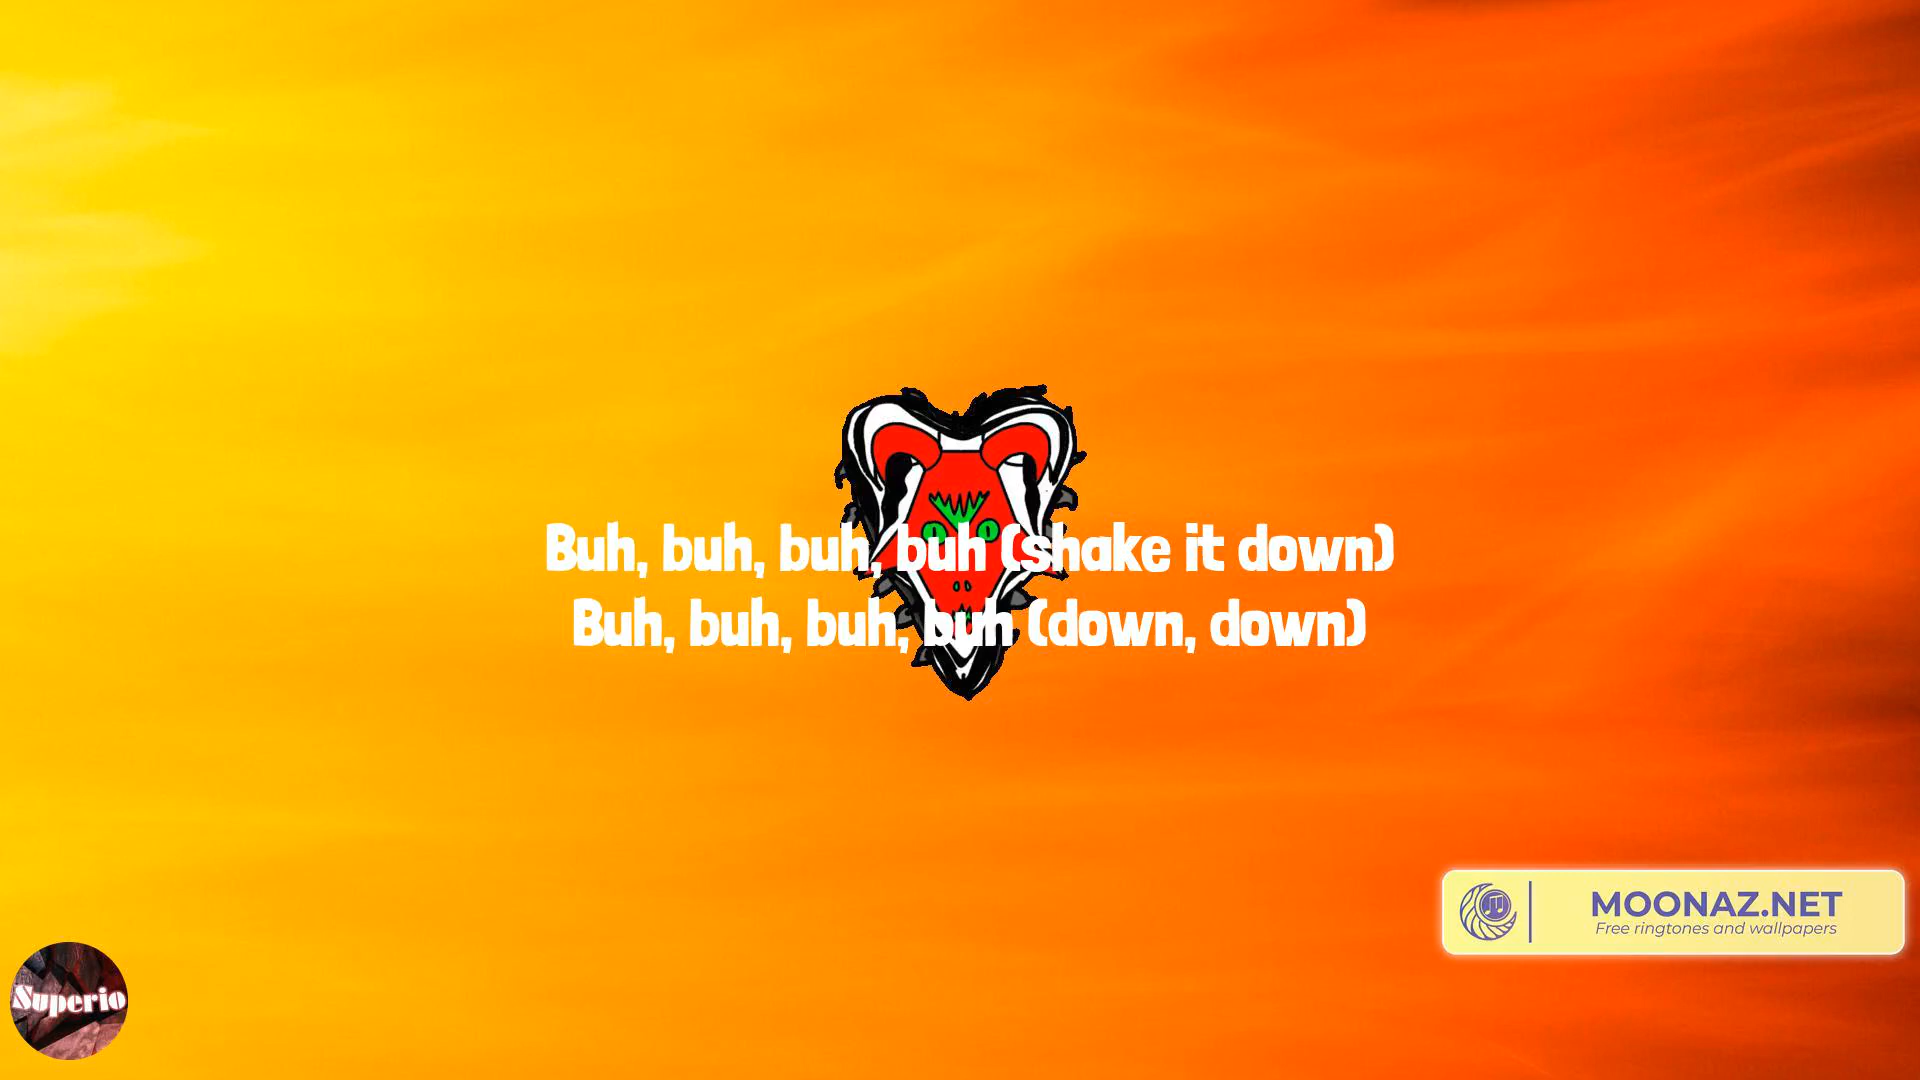 Buh, buh, buh, buh (shake it down)
Buh, buh, buh, buh (down, down)
MOONAZ.NET
Free ringtones and wallpapers
Superio